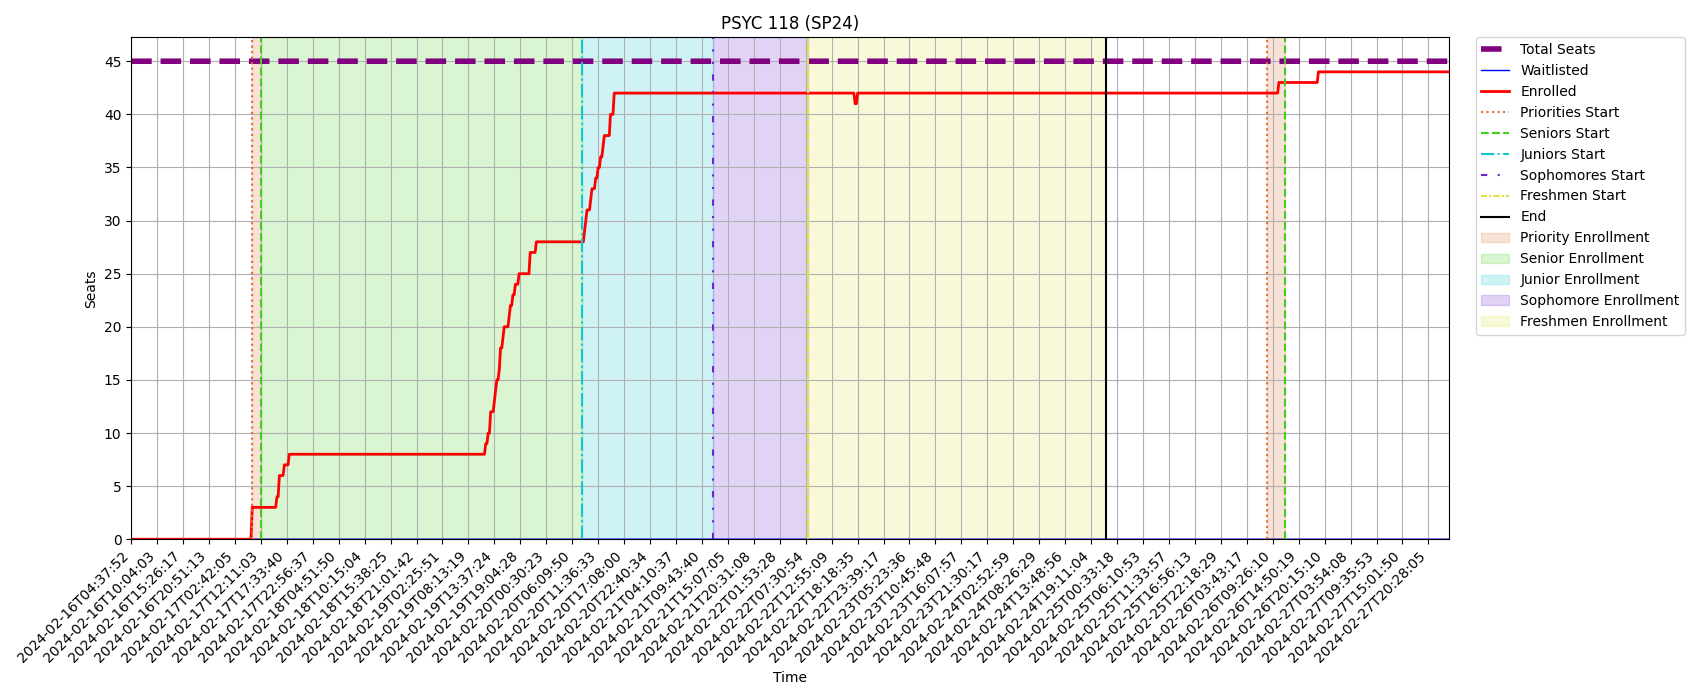 PSYC 118 (SP24)
Seats
45
40
35
30
25
20
15
10
5
0
2024-02-16T04:37:52
2024-02-16T10:04:03
2024-02-16T15:26:17
2024-02-16T20:51:13
2024-02-17T02:42:05
2024-02-17T12:11:03
2024-02-17T17:33:40
2024-02-17T22:56:37
2024-02-18T04:51:50
2024-02-18T10:15:04
2024-02-18T15:38:25
2024-02-18T21:01:42
2024-02-19T02:25:51
2024-02-19T08:13:19
2024-02-19T13:37:24
2024-02-19T19:04:28
2024-02-20T00:30:23
2024-02-20T06:09:50
2024-02-20T11:36:33
2024-02-20T17:08:00
2024-02-20T22:40:34
2024-02-21T04:10:37
2024-02-21T09:43:40
2024-02-21T15:07:05
2024-02-21T20:31:08
2024-02-22T01:53:28
2024-02-22T07:30:54
2024-02-22T12:55:09
2024-02-22T18:18:35
2024-02-22T23:39:17
2024-02-23T05:23:36
2024-02-23T10:45:48
2024-02-23T16:07:57
2024-02-23T21:30:17
2024-02-24T02:52:59
2024-02-24T08:26:29
2024-02-24T13:48:56
2024-02-24T19:11:04
2024-02-25T00:33:18
2024-02-25T06:10:53
2024-02-25T11:33:57
2024-02-25T16:56:13
2024-02-25T22:18:29
2024-02-26T03:43:17
2024-02-26T09:26:10
2024-02-26T14:50:19
2024-02-26T20:15:10
2024-02-27T03:54:08
2024-02-27T09:35:53
2024-02-27T15:01:50
2024-02-27T20:28:05
Time
Total Seats
Waitlisted
Enrolled
Priorities Start
Seniors Start
Juniors Start
Sophomores Start
Freshmen Start
End
Priority Enrollment
Senior Enrollment
Junior Enrollment
Sophomore Enrollment
Freshmen Enrollment